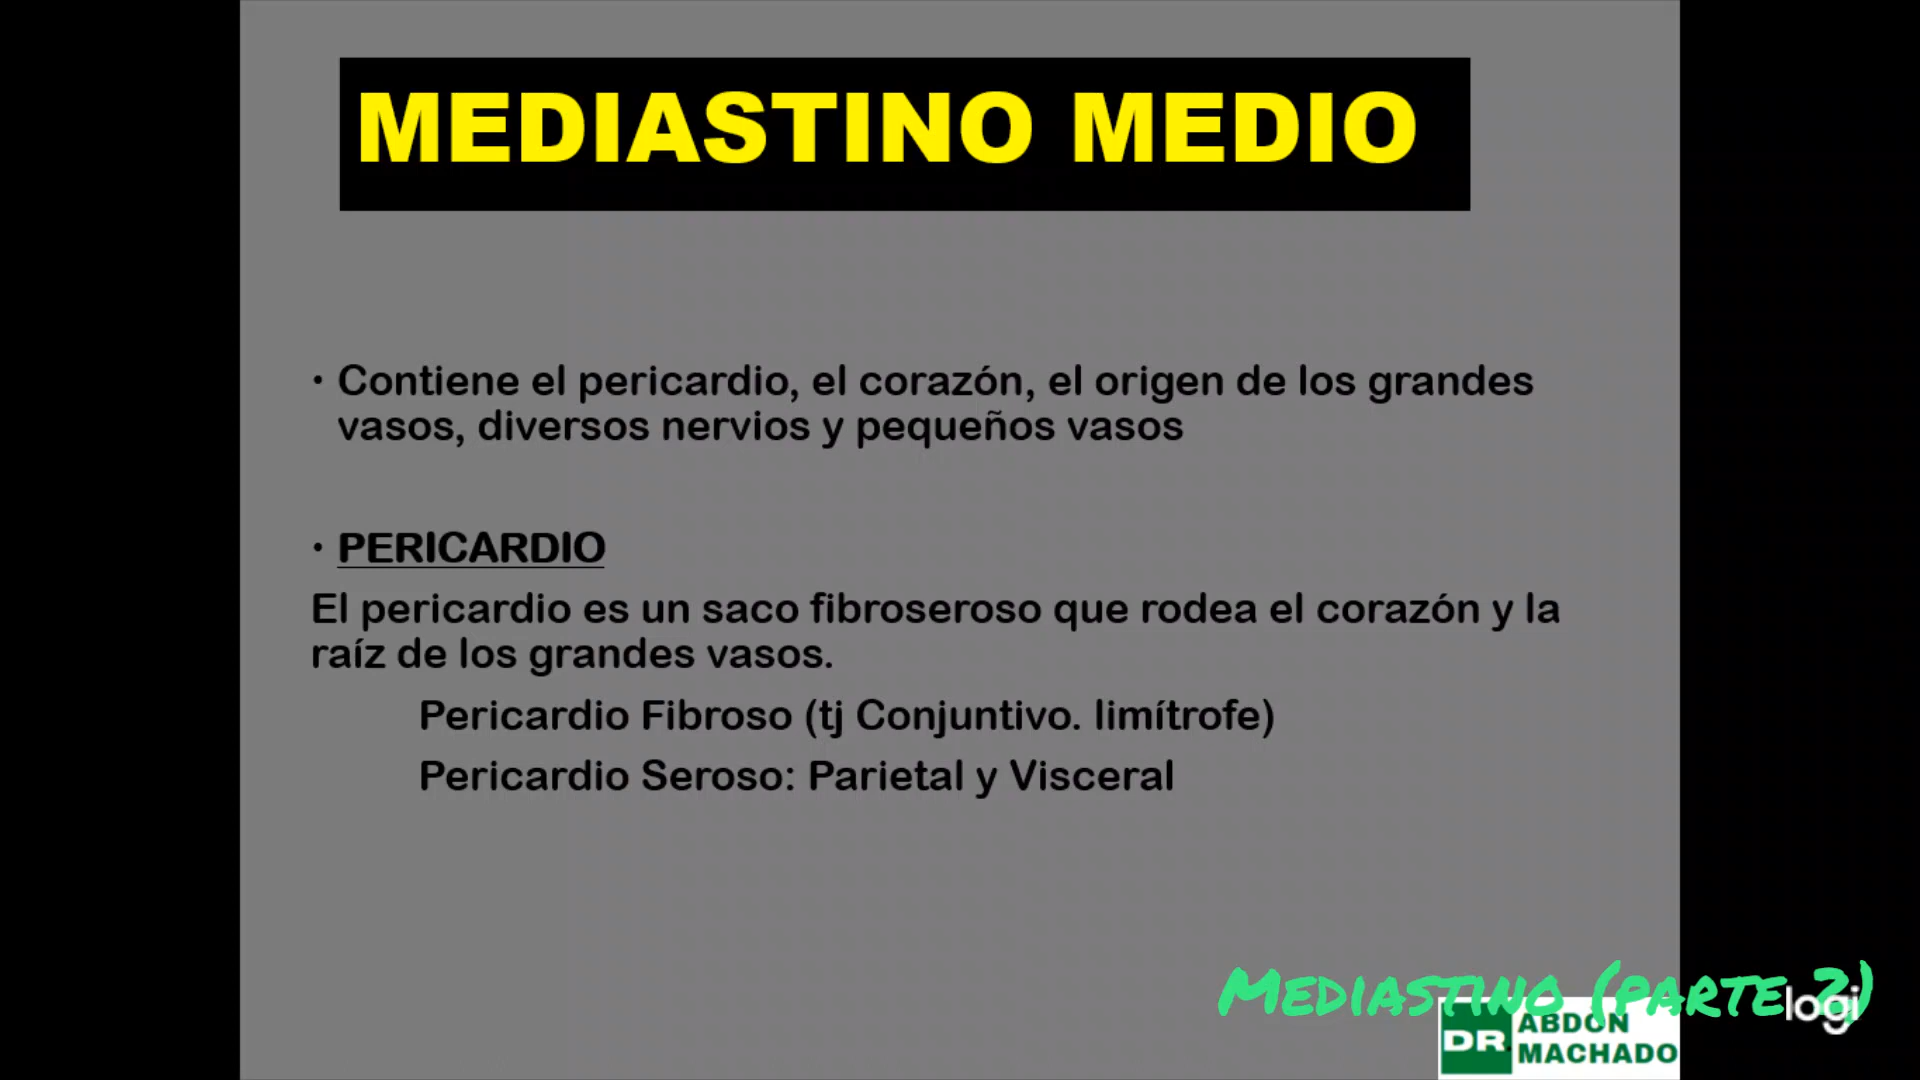 MEDIASTINO MEDIO
• Contiene el pericardio, el corazón, el origen de los grandes
vasos, diversos nervios y pequeños vasos
• PERICARDIO
El pericardio es un saco fibroseroso que rodea el corazón y la
raíz de los grandes vasos.
Pericardio Fibroso (tj Conjuntivo. limítrofe)
Pericardio Seroso: Parietal y Visceral
Mediastino (parte 2)
logi
DR. ABDON
MACHADO